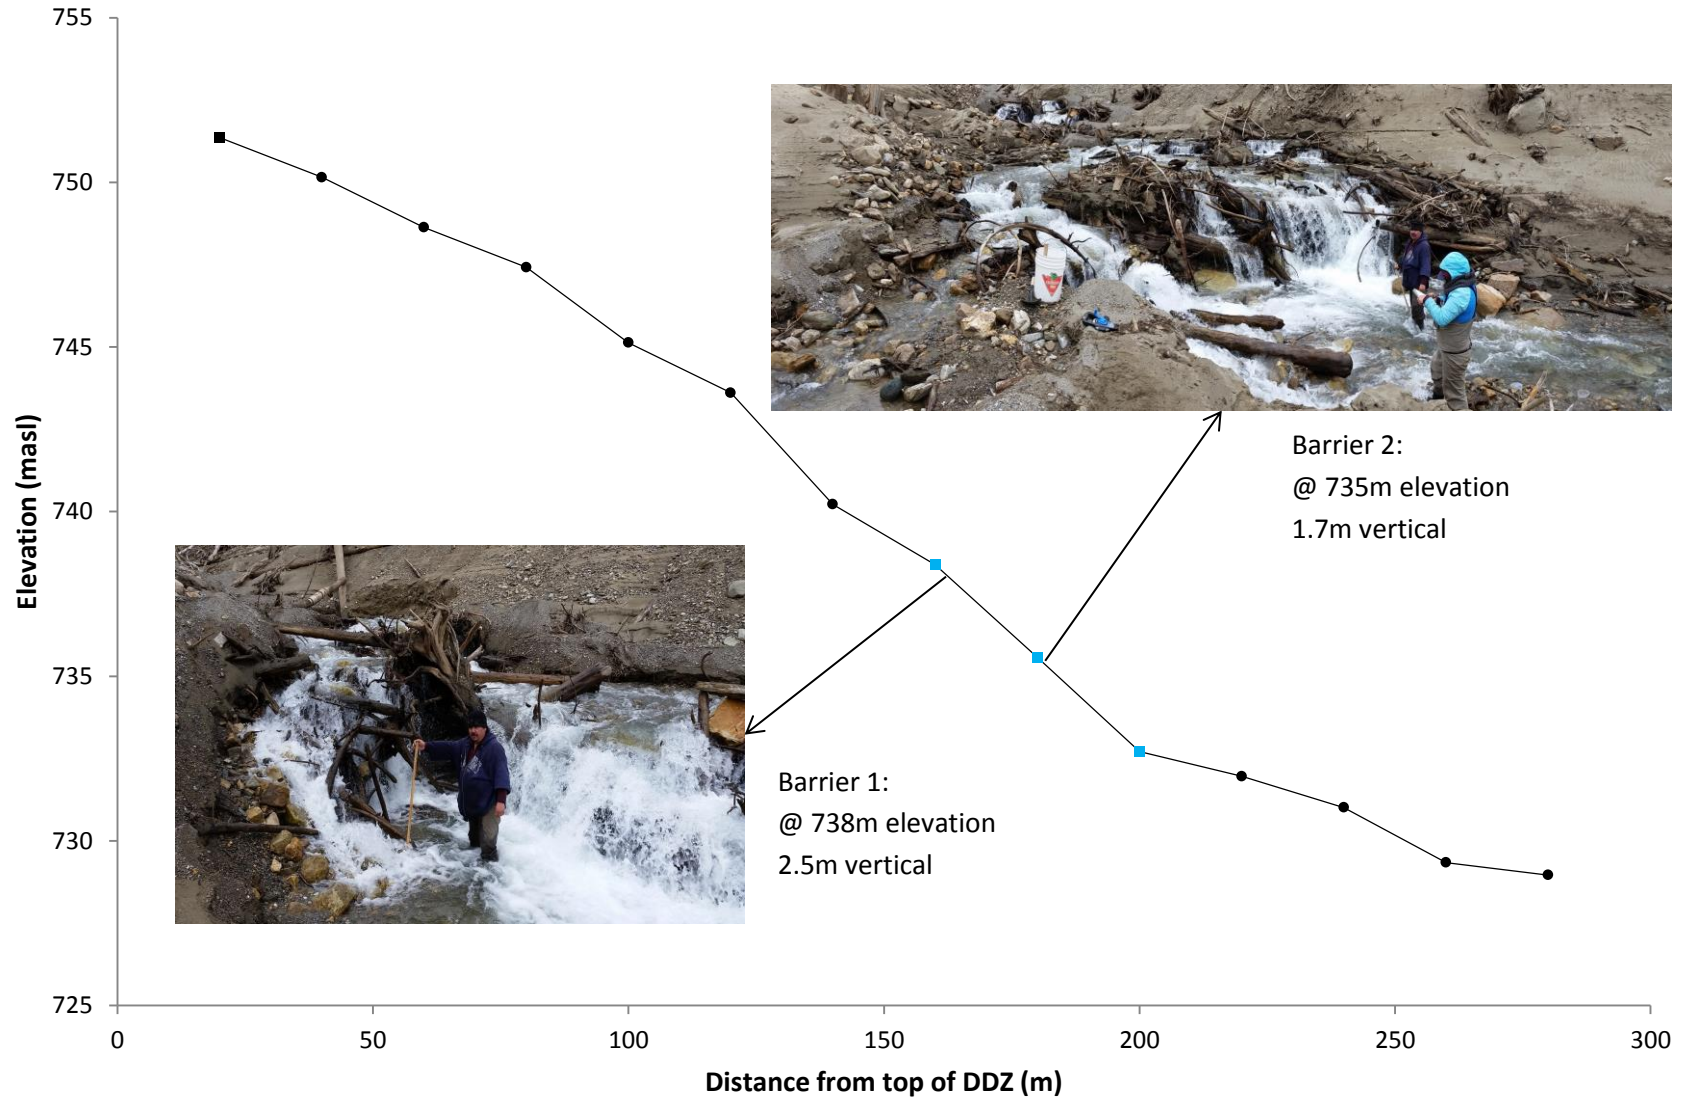 755
750
745
740
735
730
725
Elevation (masl)
0
50
100
150
200
250
300
Distance from top of DDZ (m)
Barrier 2:
@ 735m elevation
1.7m vertical
Barrier 1:
@ 738m elevation
2.5m vertical